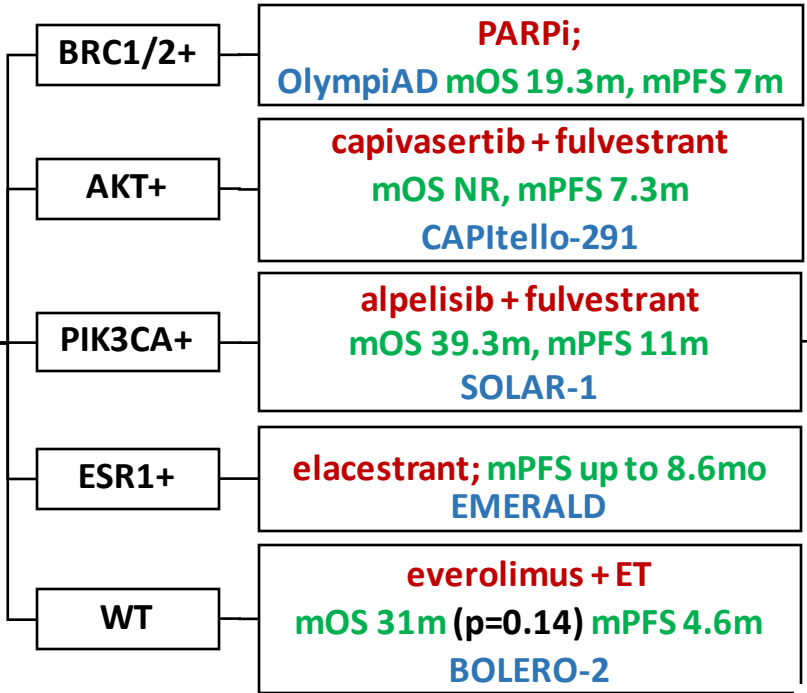 BRC1/2+
PARPi;
OlympiAD mOS 19.3m, mPFS 7m
AKT+
capivasertib + fulvestrant
mOS NR, mPFS 7.3m
CAPItello-291
PIK3CA+
alpelisib + fulvestrant
mOS 39.3m, mPFS 11m
SOLAR-1
ESR1+
elacestrant; mPFS up to 8.6mo
EMERALD
WT
everolimus + ET
mOS 31m (p=0.14) mPFS 4.6m
BOLERO-2